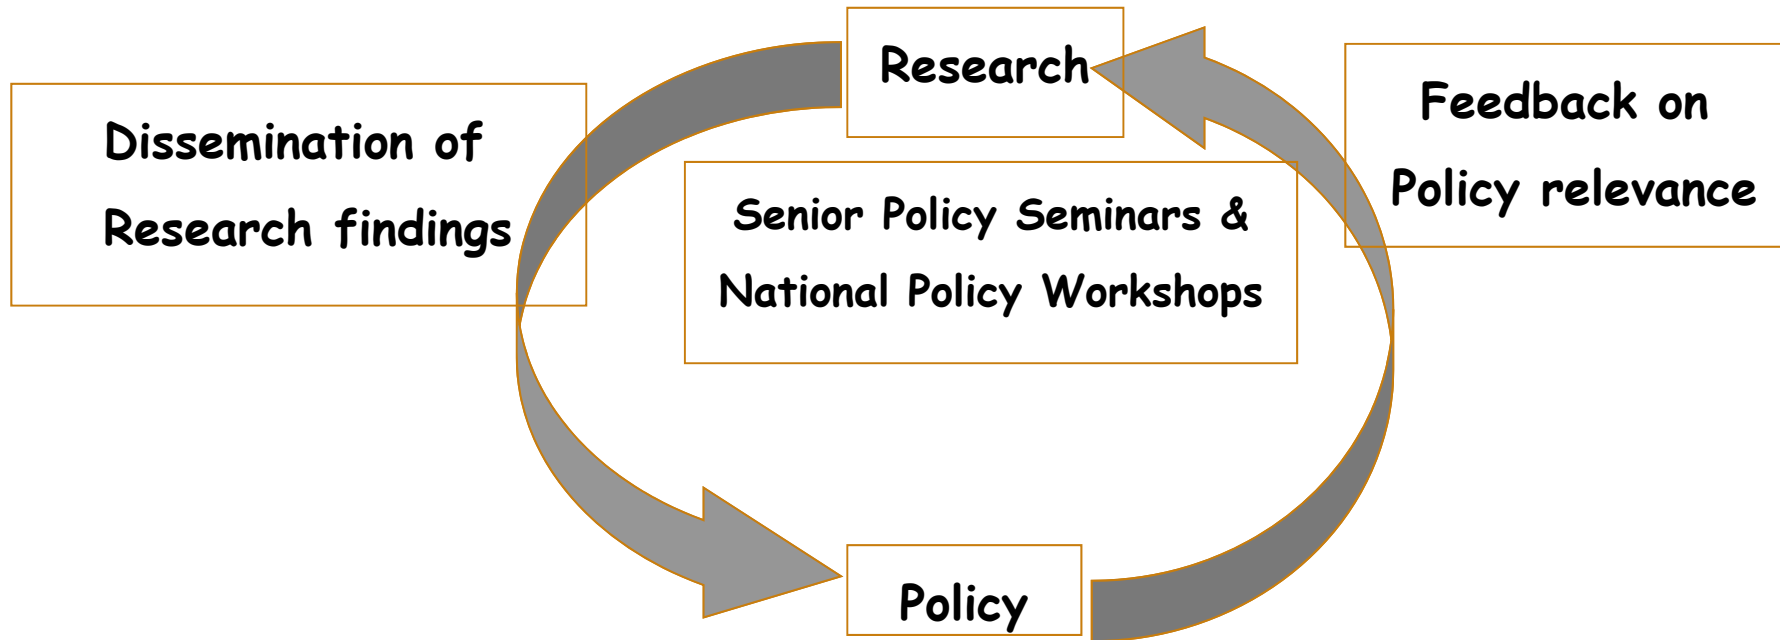 Research
Dissemination of
Research findings
Feedback on
Policy relevance
Senior Policy Seminars &
National Policy Workshops
Policy